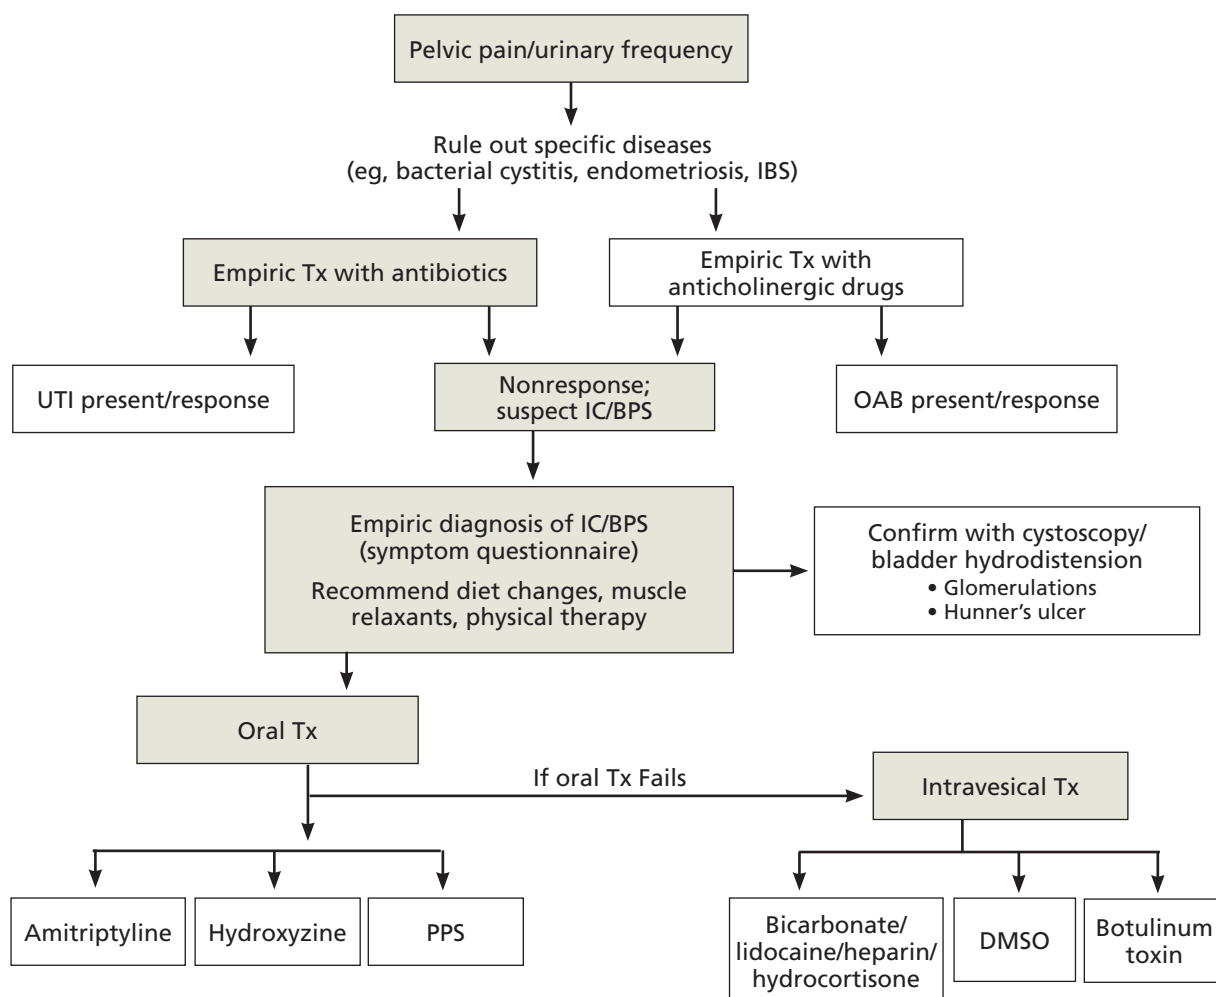 Pelvic pain/urinary frequency
Rule out specific diseases
(eg, bacterial cystitis, endometriosis, IBS)
Empiric Tx with antibiotics
Empiric Tx with
anticholinergic drugs
UTI present/response
Nonresponse;
suspect IC/BPS
OAB present/response
Empiric diagnosis of IC/BPS
(symptom questionnaire)
Recommend diet changes, muscle
relaxants, physical therapy
Confirm with cystoscopy/
bladder hydrodistension
• Glomerulations
• Hunner's ulcer
Oral Tx
If oral Tx Fails
Intravesical Tx
Amitriptyline
Hydroxyzine
PPS
Bicarbonate/
lidocaine/heparin/
hydrocortisone
DMSO
Botulinum
toxin